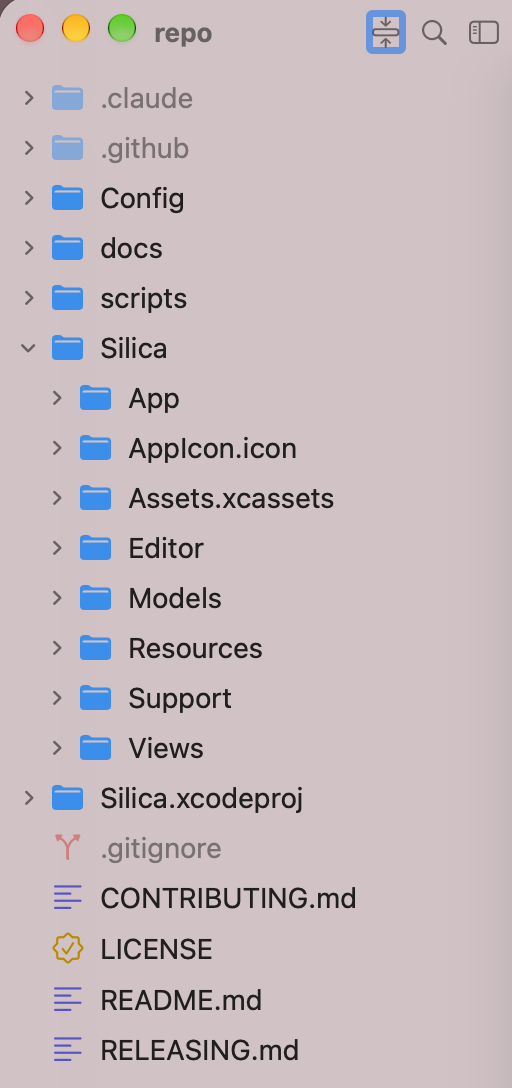 repo
.claude
.github
Config
docs
scripts
Silica
App
AppIcon.icon
Assets.xcassets
Editor
Models
Resources
Support
Views
Silica.xcodeproj
.gitignore
CONTRIBUTING.md
LICENSE
README.md
RELEASING.md